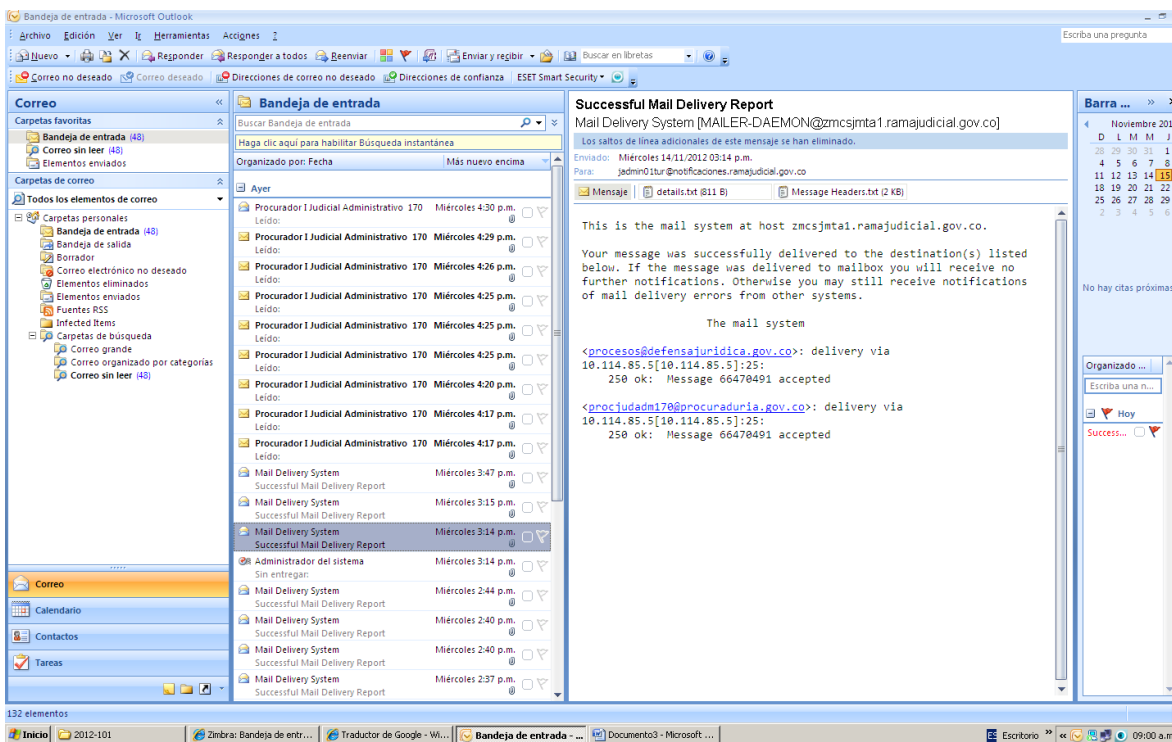 Bandeja de entrada - Microsoft Outlook
Archivo Edición Ver Ir Herramientas Acciones ?
Escriba una pregunta
Nuevo Responder Responder a todos Reenviar Enviar y recibir Buscar en libretas
Correo no deseado Correo deseado Direcciones de correo no deseado Direcciones de confianza ESET Smart Security
Correo
Carpetas favoritas
Bandeja de entrada (48)
Correo sin leer (48)
Elementos enviados
Carpetas de correo
Todos los elementos de correo
Carpetas personales
Bandeja de entrada (48)
Bandeja de salida
Borrador
Correo electrónico no deseado
Elementos eliminados
Elementos enviados
Fuentes RSS
Infected Items
Carpetas de búsqueda
Correo grande
Correo organizado por categorías
Correo sin leer (48)
Correo
Calendario
Contactos
Tareas
Bandeja de entrada
Buscar Bandeja de entrada
Haga clic aquí para habilitar Búsqueda instantánea
Organizado por: Fecha Más nuevo encima
Ayer
Procurador I Judicial Administrativo 170 Miércoles 4:30 p.m.
Leído:
Procurador I Judicial Administrativo 170 Miércoles 4:29 p.m.
Leído:
Procurador I Judicial Administrativo 170 Miércoles 4:26 p.m.
Leído:
Procurador I Judicial Administrativo 170 Miércoles 4:25 p.m.
Leído:
Procurador I Judicial Administrativo 170 Miércoles 4:25 p.m.
Leído:
Procurador I Judicial Administrativo 170 Miércoles 4:25 p.m.
Leído:
Procurador I Judicial Administrativo 170 Miércoles 4:20 p.m.
Leído:
Procurador I Judicial Administrativo 170 Miércoles 4:17 p.m.
Leído:
Procurador I Judicial Administrativo 170 Miércoles 4:17 p.m.
Leído:
Mail Delivery System Miércoles 3:47 p.m.
Successful Mail Delivery Report
Mail Delivery System Miércoles 3:15 p.m.
Successful Mail Delivery Report
Mail Delivery System Miércoles 3:14 p.m.
Successful Mail Delivery Report
Administrador del sistema Miércoles 3:14 p.m.
Sin entregar:
Mail Delivery System Miércoles 2:44 p.m.
Successful Mail Delivery Report
Mail Delivery System Miércoles 2:40 p.m.
Successful Mail Delivery Report
Mail Delivery System Miércoles 2:40 p.m.
Successful Mail Delivery Report
Mail Delivery System Miércoles 2:37 p.m.
Successful Mail Delivery Report
Successful Mail Delivery Report
Mail Delivery System [MAILER-DAEMON@zmcsjmta1.ramajudicial.gov.co]
Los saltos de línea adicionales de este mensaje se han eliminado.
Enviado: Miércoles 14/11/2012 03:14 p.m.
Para: jadmin01tur@notificaciones.ramajudicial.gov.co
Mensaje details.txt (811 B) Message Headers.txt (2 KB)
This is the mail system at host zmcsjmta1.ramajudicial.gov.co.
Your message was successfully delivered to the destination(s) listed
below. If the message was delivered to mailbox you will receive no
further notifications. Otherwise you may still receive notifications
of mail delivery errors from other systems.
The mail system
<procesos@defensajuridica.gov.co>: delivery via
10.114.85.5[10.114.85.5]:25:
250 ok: Message 66470491 accepted
<procjudadm170@procuraduria.gov.co>: delivery via
10.114.85.5[10.114.85.5]:25:
250 ok: Message 66470491 accepted
Barra ...
Noviembre 201
D L M M J
28 29 30 31 1
4 5 6 7 8
11 12 13 14 15
18 19 20 21 22
25 26 27 28 29
2 3 4 5 6
No hay citas próximas
Organizado ...
Escriba una n...
Hoy
Success...
132 elementos
Inicio 2012-101 Zimbra: Bandeja de entr... Traductor de Google - Wi... Bandeja de entrada - ... Documento3 - Microsoft ... ES Escritorio 09:00 a.m